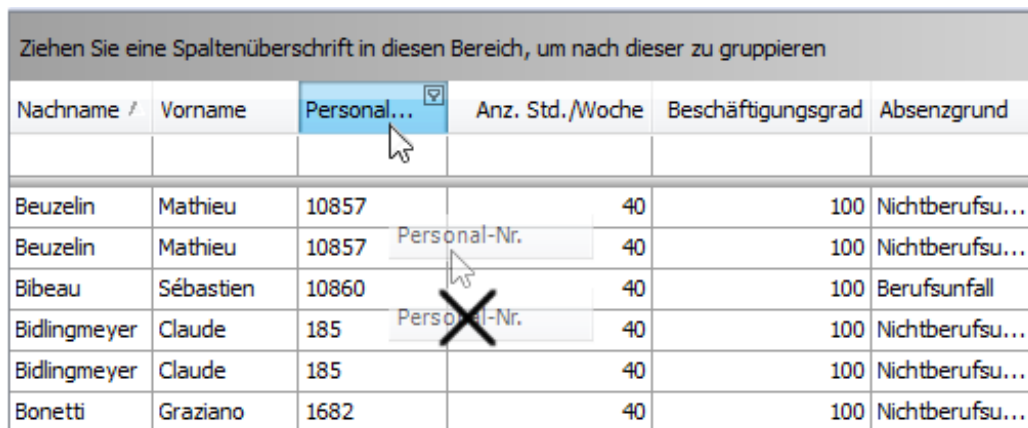 Ziehen Sie eine Spaltenüberschrift in diesen Bereich, um nach dieser zu gruppieren
Nachname Vorname Personal... Anz. Std./Woche Beschäftigungsgrad Absenzgrund
Beuzelin Mathieu 10857 40 100 Nichtberufsu...
Personal-Nr.
Beuzelin Mathieu 10857 40 100 Nichtberufsu...
Bibeau Sébastien 10860 40 100 Berufsunfall
Personal-Nr.
Bidlingmeyer Claude 185 40 100 Nichtberufsu...
Bidlingmeyer Claude 185 40 100 Nichtberufsu...
Bonetti Graziano 1682 40 100 Nichtberufsu...